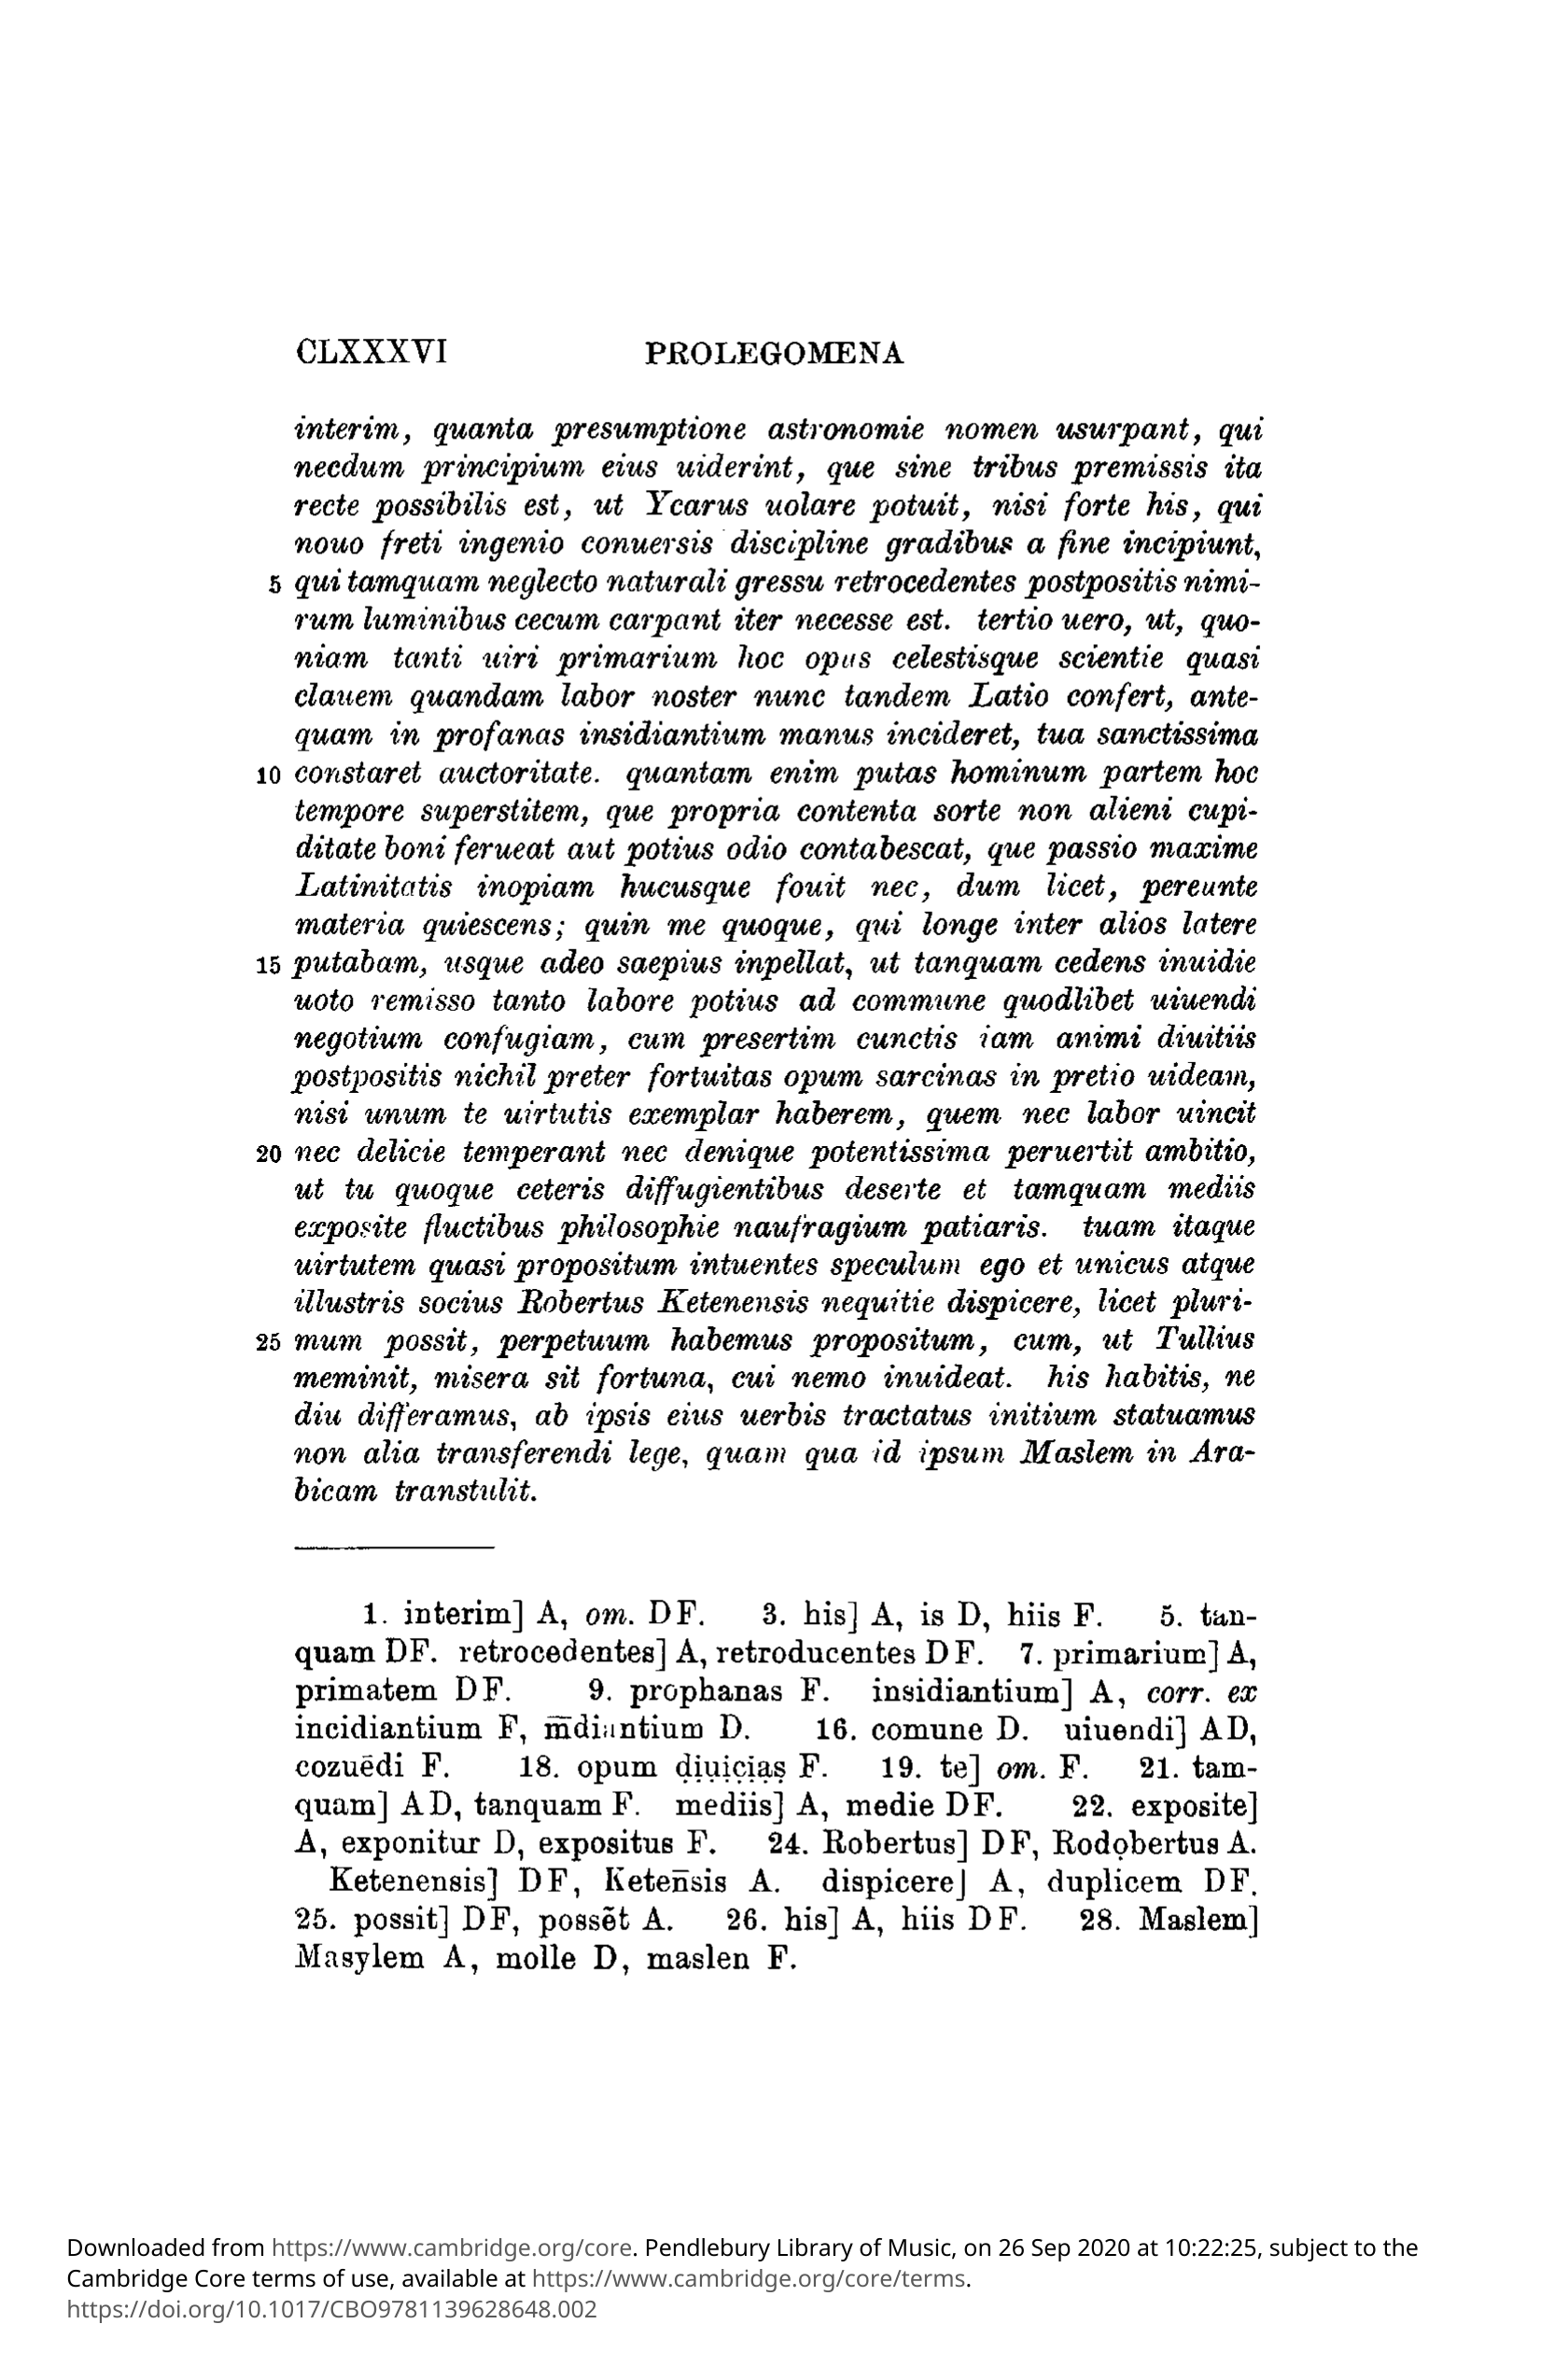 CLXXXVI PROLEGOMENA
interim, quanta presumptione astronomie nomen usurpant, qui
necdum principium eius uiderint, que sine tribus premissis ita
recte possibilis est, ut Ycarus uolare potuit, nisi forte his, qui
nouo freti ingenio conuersis discipline gradibus a fine incipiunt,
5 qui tamquam neglecto naturali gressu retrocedentes postpositis nimi-
rum luminibus cecum carpant iter necesse est. tertio uero, ut, quo-
niam tanti uiri primarium hoc opus celestisque scientie quasi
clauem quandam labor noster nunc tandem Latio confert, ante-
quam in profanas insidiantium manus incideret, tua sanctissima
10 constaret auctoritate. quantam enim putas hominum partem hoc
tempore superstitem, que propria contenta sorte non alieni cupi-
ditate boni ferueat aut potius odio contabescat, que passio maxime
Latinitatis inopiam hucusque fouit nec, dum licet, pereunte
materia quiescens; quin me quoque, qui longe inter alios latere
15 putabam, usque adeo saepius inpellat, ut tanquam cedens inuidie
uoto remisso tanto labore potius ad commune quodlibet uiuendi
negotium confugiam, cum presertim cunctis iam animi diuitiis
postpositis nichil preter fortuitas opum sarcinas in pretio uideam,
nisi unum te uirtutis exemplar haberem, quem nec labor uincit
20 nec delicie temperant nec denique potentissima peruertit ambitio,
ut tu quoque ceteris diffugientibus deserte et tamquam mediis
exposite fluctibus philosophie naufragium patiaris. tuam itaque
uirtutem quasi propositum intuentes speculum ego et unicus atque
illustris socius Robertus Ketenensis nequitie dispicere, licet pluri-
25 mum possit, perpetuum habemus propositum, cum, ut Tullius
meminit, misera sit fortuna, cui nemo inuideat. his habitis, ne
diu differamus, ab ipsis eius uerbis tractatus initium statuamus
non alia transferendi lege, quam qua id ipsum Maslem in Ara-
bicam transtulit.
1. interim] A, om. DF. 3. his] A, is D, hiis F. 5. tan-
quam DF. retrocedentes] A, retroducentes DF. 7. primarium] A,
primatem DF. 9. prophanas F. insidiantium] A, corr. ex
incidiantium F, m̄diantium D. 16. comune D. uiuendi] AD,
cozuēdi F. 18. opum ḍịụịc̣ịạṣ F. 19. te] om. F. 21. tam-
quam] AD, tanquam F. mediis] A, medie DF. 22. exposite]
A, exponitur D, expositus F. 24. Robertus] DF, Rodọbertus A.
Ketenensis] DF, Keten̄sis A. dispicere] A, duplicem DF.
25. possit] DF, possēt A. 26. his] A, hiis DF. 28. Maslem]
Masylem A, molle D, maslen F.
Downloaded from https://www.cambridge.org/core. Pendlebury Library of Music, on 26 Sep 2020 at 10:22:25, subject to the
Cambridge Core terms of use, available at https://www.cambridge.org/core/terms.
https://doi.org/10.1017/CBO9781139628648.002